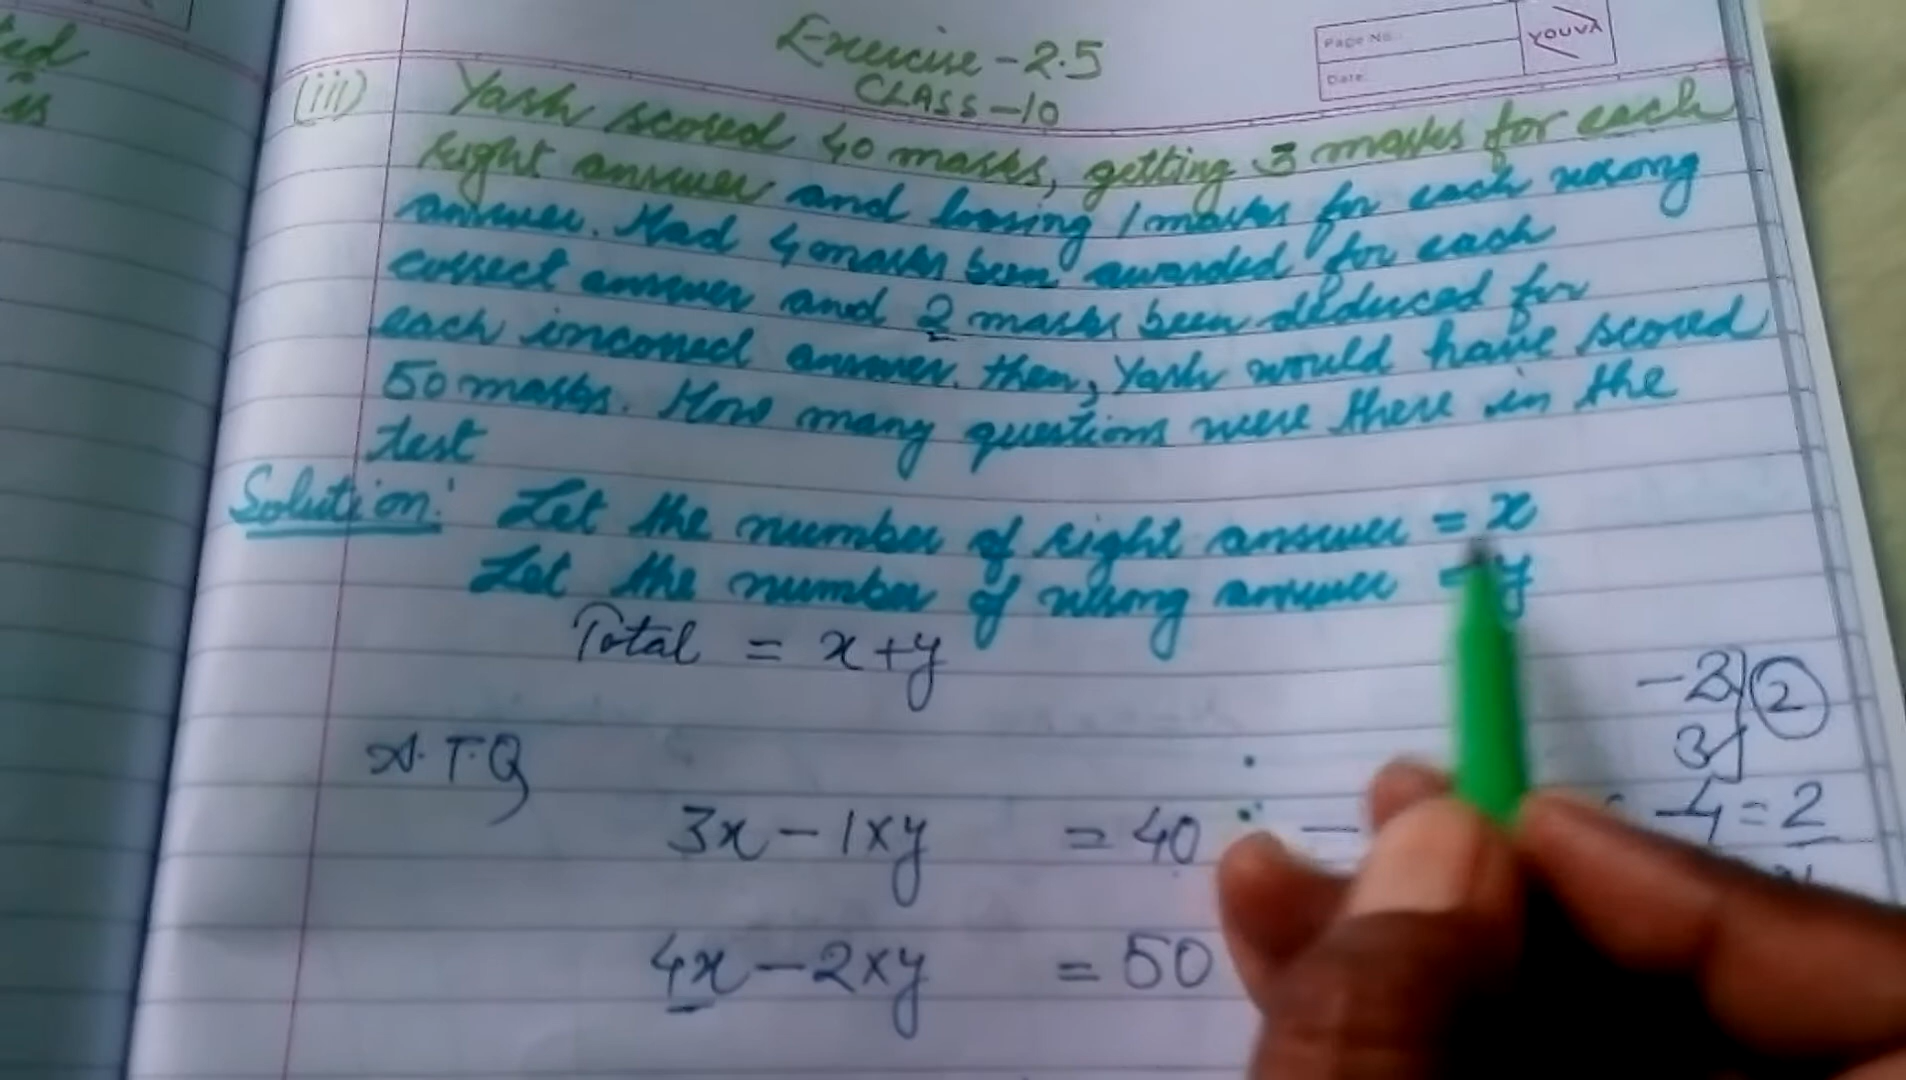 ted
is
Exercise - 2.5
CLASS - 10
Page No.:
Date:
YOUVA
(iii) Yash scored 40 marks, getting 3 marks for each
right answer and loosing 1 marks for each wrong
answer. Had 4 marks been awarded for each
correct answer and 2 marks been deduced for
each incorrect answer. then, Yash would have scored
50 marks. How many questions were there in the
test
Solution: Let the number of right answer = x
Let the number of wrong answer = y
Total = x+y
A.T.Q
3x - 1xy = 40
4x - 2xy = 50
2
3
4 = 2